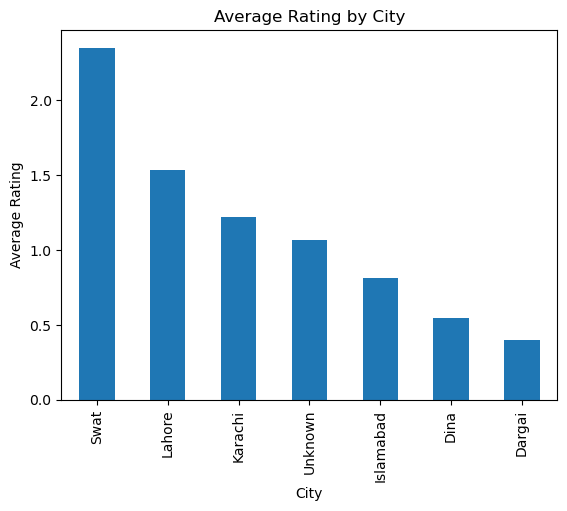 Average Rating by City
Average Rating
2.0
1.5
1.0
0.5
0.0
Swat
Lahore
Karachi
Unknown
Islamabad
Dina
Dargai
City